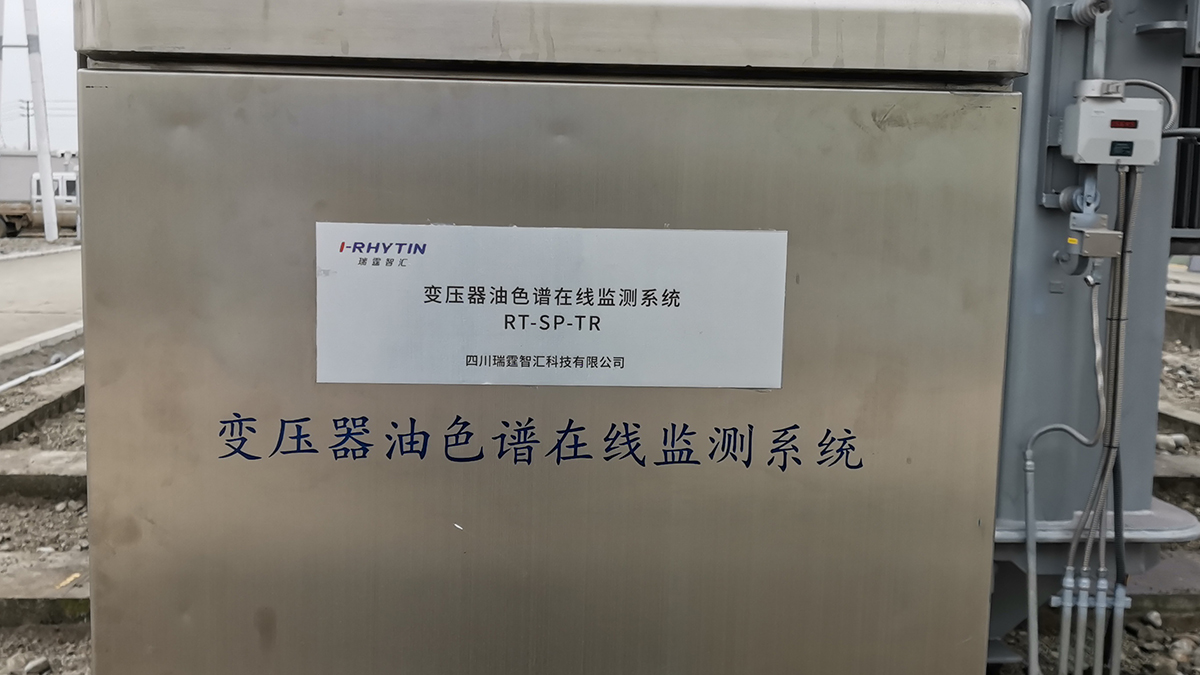 I-RHYTIN
瑞霆智汇
变压器油色谱在线监测系统
RT-SP-TR
四川瑞霆智汇科技有限公司
变压器油色谱在线监测系统